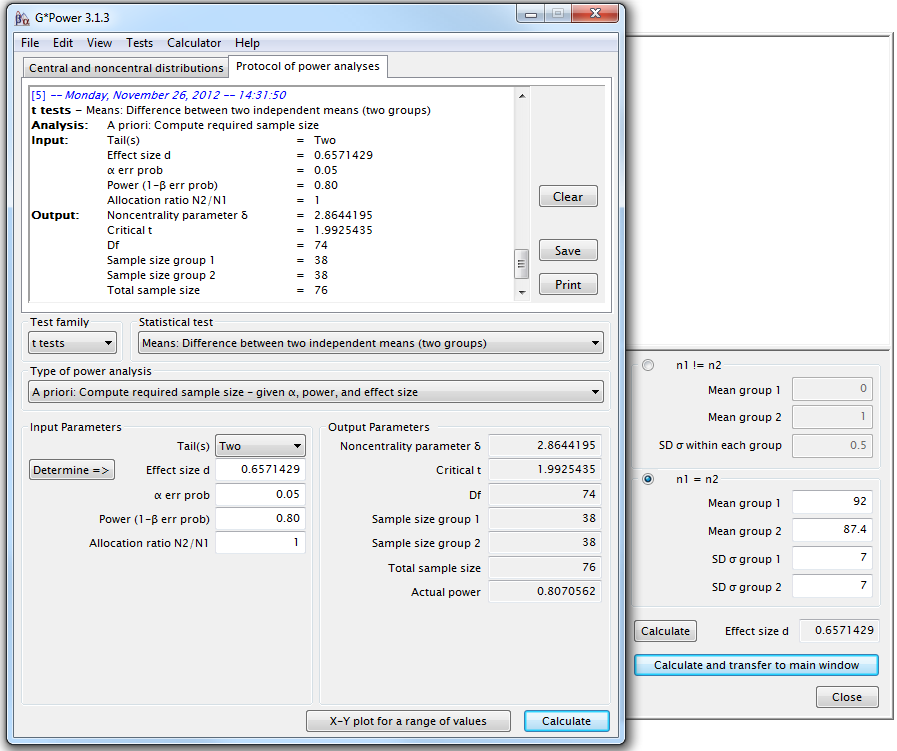 G*Power 3.1.3
File Edit View Tests Calculator Help
Central and noncentral distributions Protocol of power analyses
[5] -- Monday, November 26, 2012 -- 14:31:50
t tests - Means: Difference between two independent means (two groups)
Analysis: A priori: Compute required sample size
Input: Tail(s) = Two
Effect size d = 0.6571429
α err prob = 0.05
Power (1-β err prob) = 0.80
Allocation ratio N2/N1 = 1
Output: Noncentrality parameter δ = 2.8644195
Critical t = 1.9925435
Df = 74
Sample size group 1 = 38
Sample size group 2 = 38
Total sample size = 76
Clear
Save
Print
Test family
t tests
Statistical test
Means: Difference between two independent means (two groups)
Type of power analysis
A priori: Compute required sample size - given α, power, and effect size
Input Parameters
Tail(s) Two
Determine => Effect size d 0.6571429
α err prob 0.05
Power (1-β err prob) 0.80
Allocation ratio N2/N1 1
Output Parameters
Noncentrality parameter δ 2.8644195
Critical t 1.9925435
Df 74
Sample size group 1 38
Sample size group 2 38
Total sample size 76
Actual power 0.8070562
X-Y plot for a range of values Calculate
n1 != n2
Mean group 1 0
Mean group 2 1
SD σ within each group 0.5
n1 = n2
Mean group 1 92
Mean group 2 87.4
SD σ group 1 7
SD σ group 2 7
Calculate Effect size d 0.6571429
Calculate and transfer to main window
Close